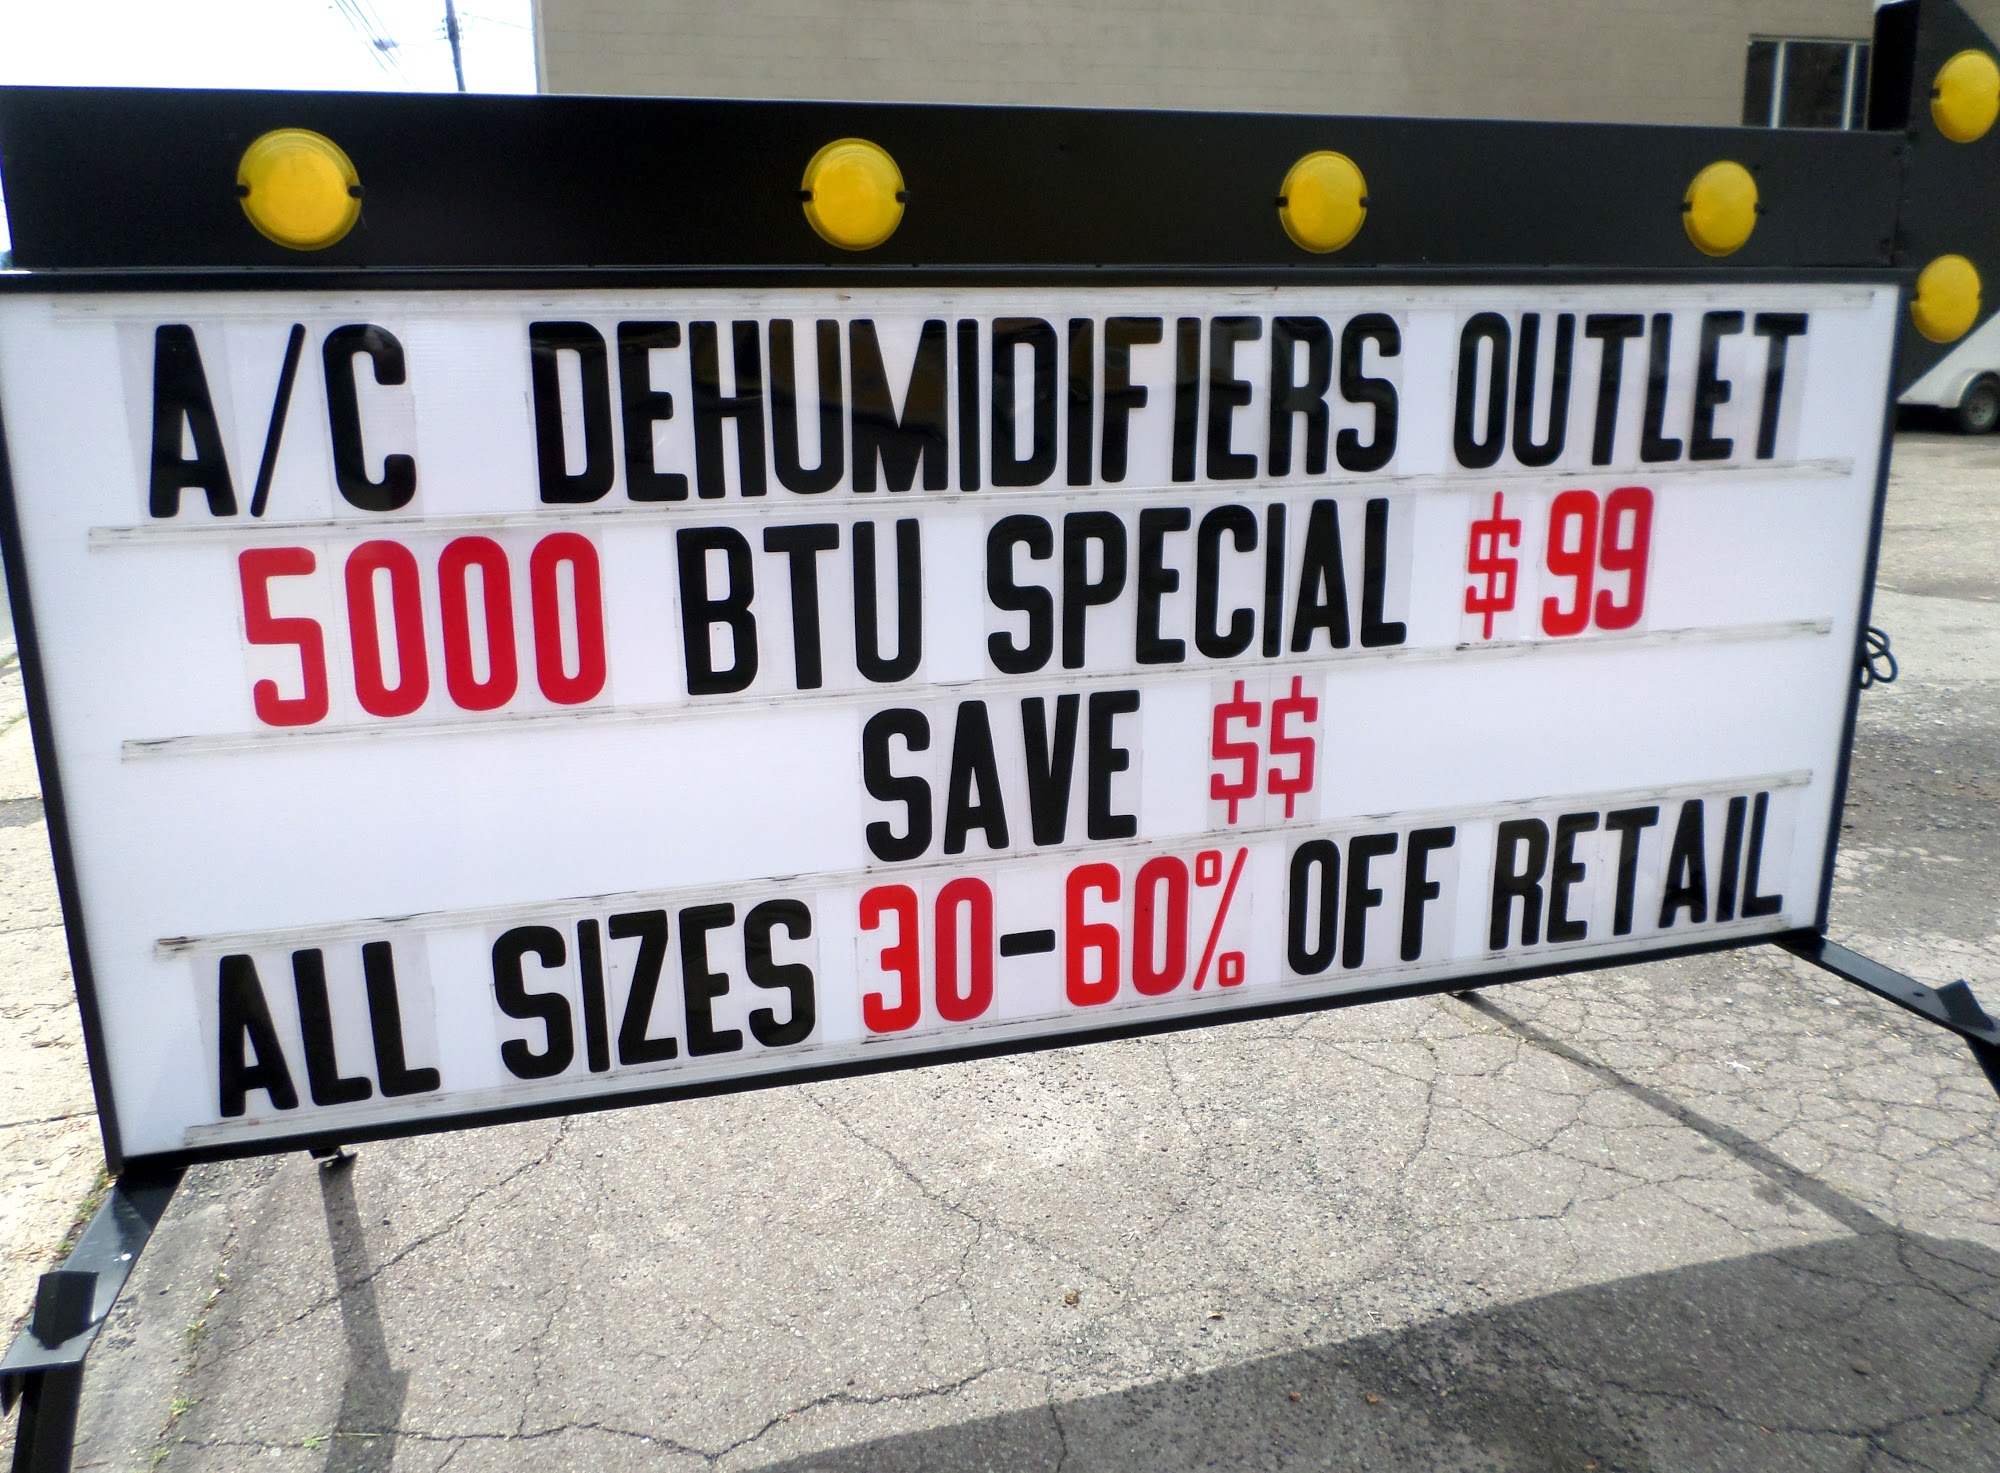 A/C DEHUMIDIFIERS OUTLET
5000 BTU SPECIAL $99
SAVE $$
ALL SIZES 30-60% OFF RETAIL